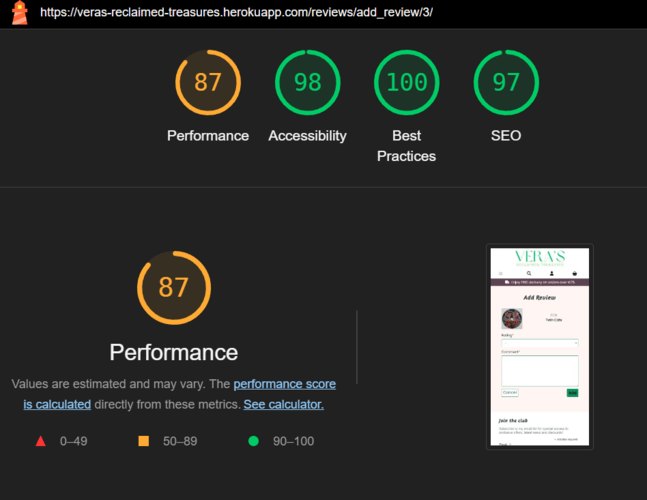 https://veras-reclaimed-treasures.herokuapp.com/reviews/add_review/3/
87 98 100 97
Performance Accessibility Best Practices SEO
87
Performance
Values are estimated and may vary. The performance score
is calculated directly from these metrics. See calculator.
0–49 50–89 90–100
VERA'S
RECLAIMED TREASURES
Add Review
Rating*
Comment*
Cancel
Join the club